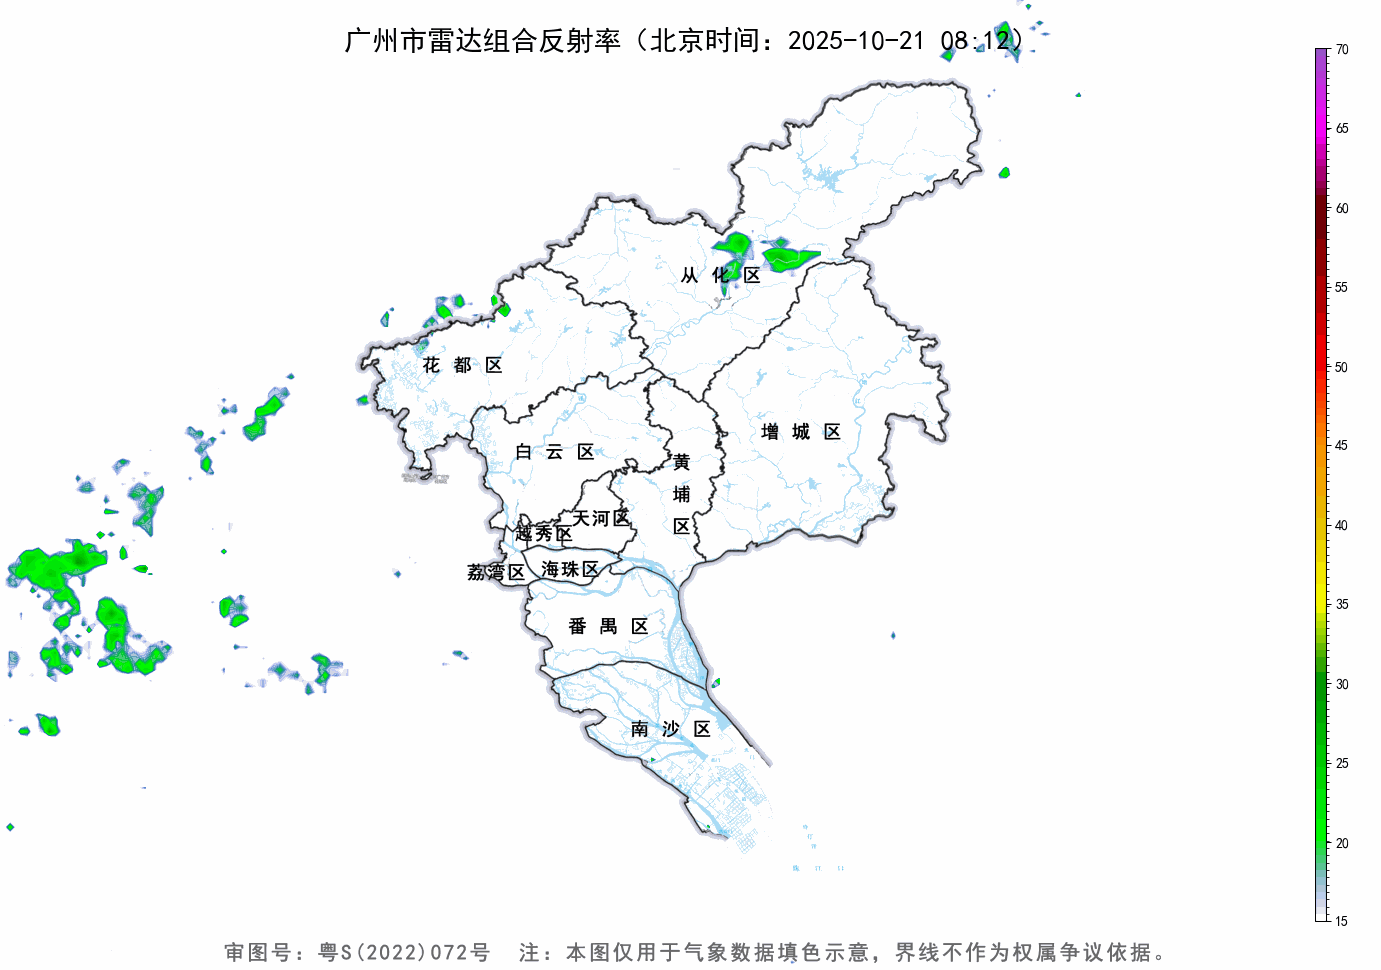 广州市雷达组合反射率（北京时间：2025-10-21 08:12）
70
65
60
55
50
45
40
35
30
25
20
15
从化区
花都区
增城区
白云区
黄埔区
天河区
越秀区
海珠区
荔湾区
番禺区
南沙区
审图号：粤S(2022)072号 注：本图仅用于气象数据填色示意，界线不作为权属争议依据。